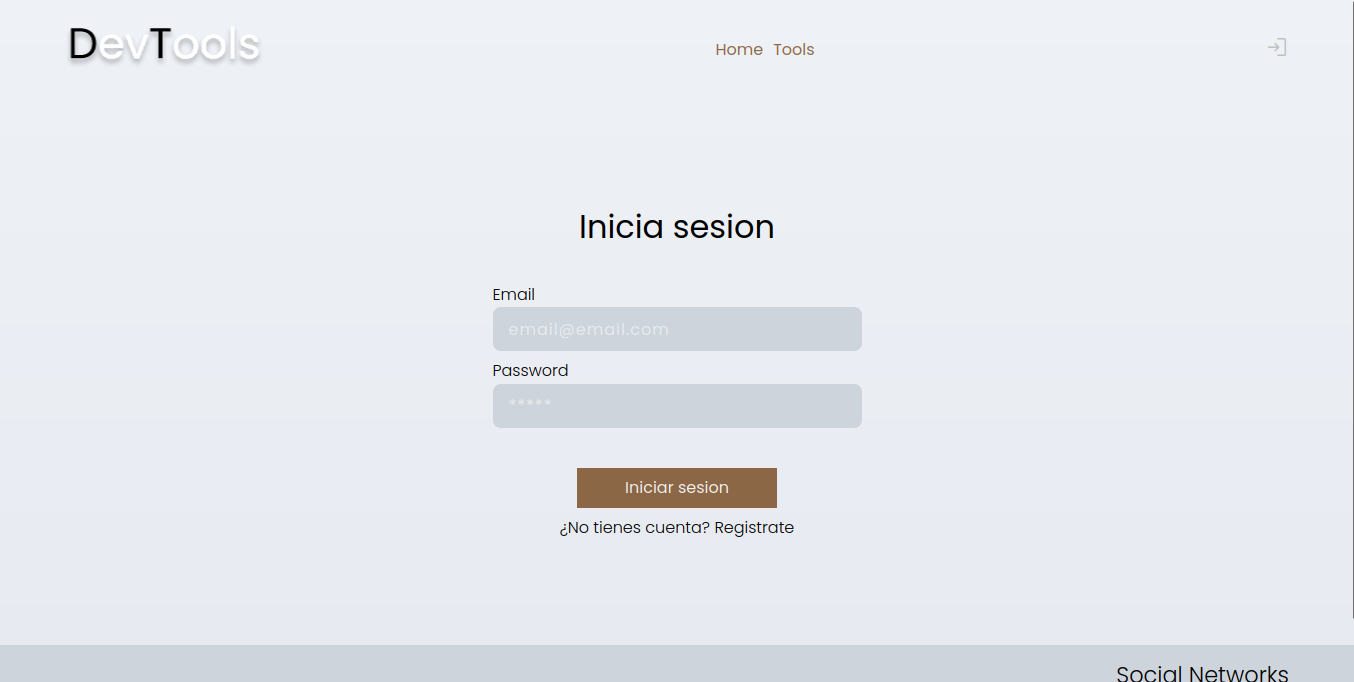 DevTools
Home Tools
Inicia sesion
Email
email@email.com
Password
*****
Iniciar sesion
¿No tienes cuenta? Registrate
Social Networks